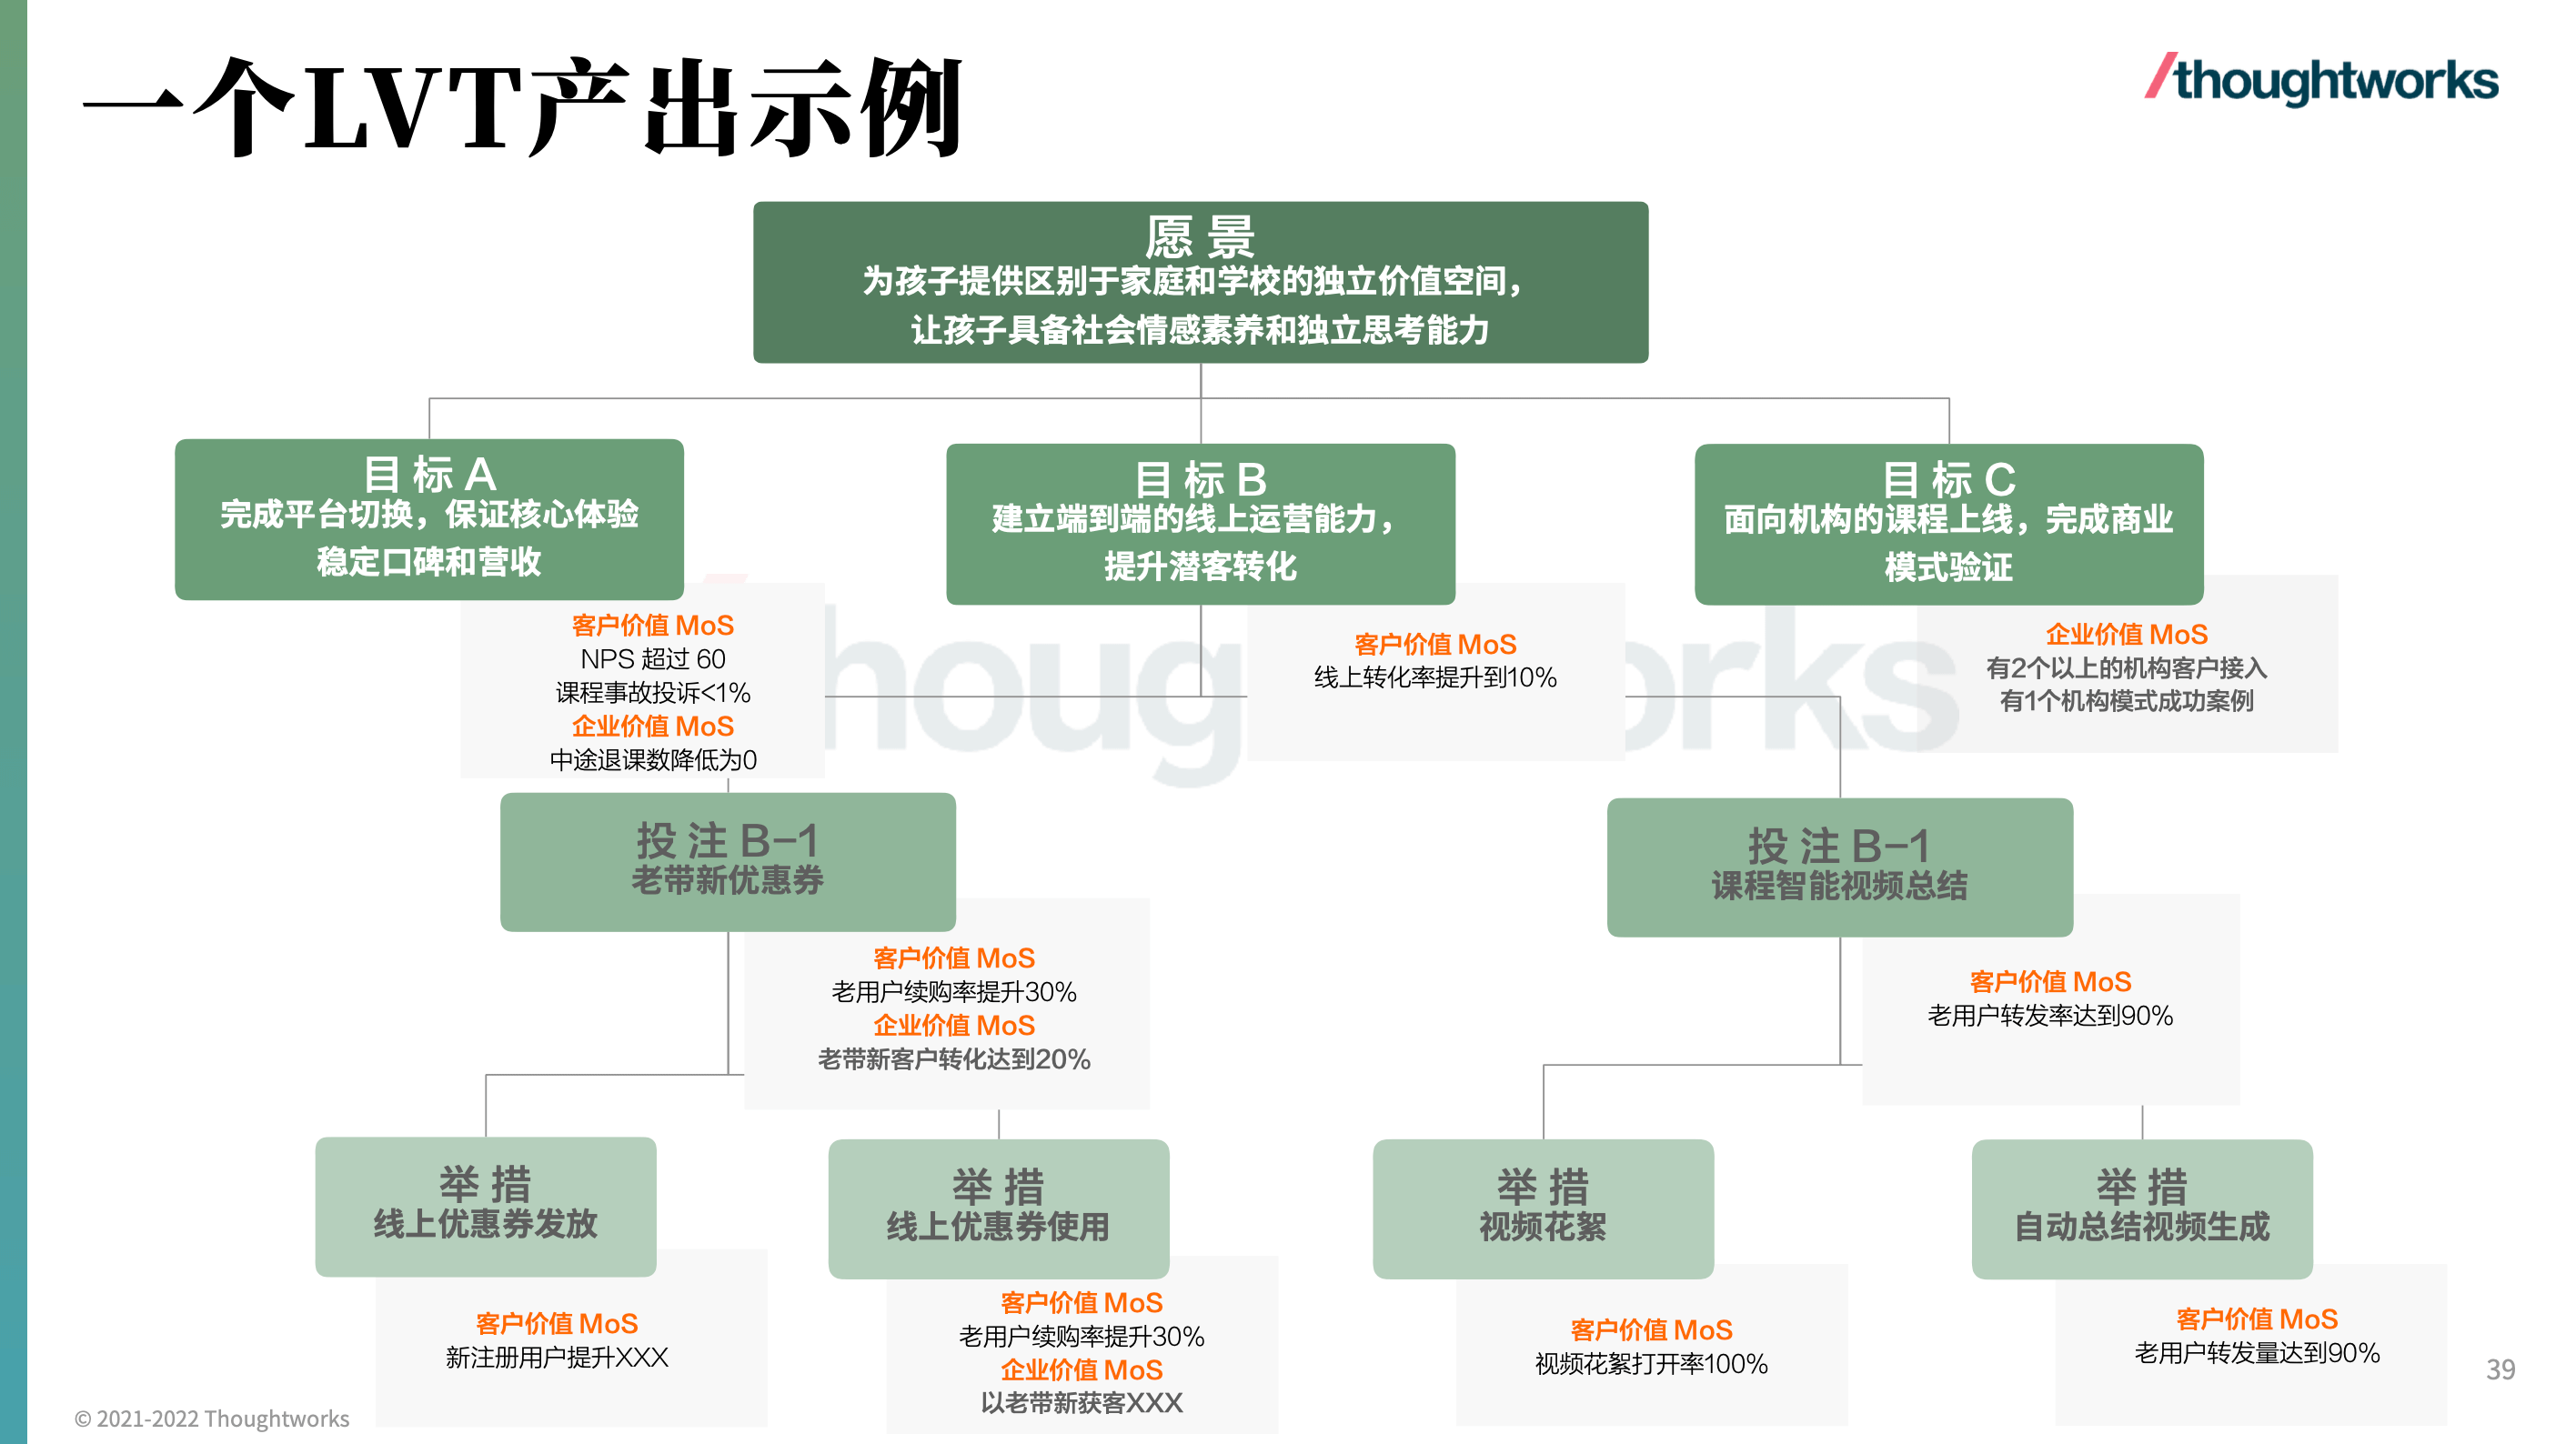 一个LVT产出示例
/thoughtworks
愿 景
为孩子提供区别于家庭和学校的独立价值空间，
让孩子具备社会情感素养和独立思考能力
目 标 A
完成平台切换，保证核心体验
稳定口碑和营收
客户价值 MoS
NPS 超过 60
课程事故投诉<1%
企业价值 MoS
中途退课数降低为0
目 标 B
建立端到端的线上运营能力，
提升潜客转化
客户价值 MoS
线上转化率提升到10%
目 标 C
面向机构的课程上线，完成商业
模式验证
企业价值 MoS
有2个以上的机构客户接入
有1个机构模式成功案例
投 注 B-1
老带新优惠券
客户价值 MoS
老用户续购率提升30%
企业价值 MoS
老带新客户转化达到20%
投 注 B-1
课程智能视频总结
客户价值 MoS
老用户转发率达到90%
举 措
线上优惠券发放
客户价值 MoS
新注册用户提升XXX
举 措
线上优惠券使用
客户价值 MoS
老用户续购率提升30%
企业价值 MoS
以老带新获客XXX
举 措
视频花絮
客户价值 MoS
视频花絮打开率100%
举 措
自动总结视频生成
客户价值 MoS
老用户转发量达到90%
39
© 2021-2022 Thoughtworks